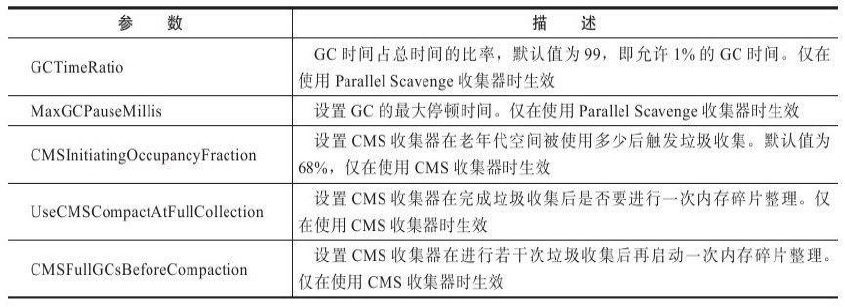 参 数 描 述
GCTimeRatio
GC 时间占总时间的比率，默认值为 99，即允许 1% 的 GC 时间。仅在
使用 Parallel Scavenge 收集器时生效
MaxGCPauseMillis
设置 GC 的最大停顿时间。仅在使用 Parallel Scavenge 收集器时生效
CMSInitiatingOccupancyFraction
设置 CMS 收集器在老年代空间被使用多少后触发垃圾收集。默认值为
68%，仅在使用 CMS 收集器时生效
UseCMSCompactAtFullCollection
设置 CMS 收集器在完成垃圾收集后是否要进行一次内存碎片整理。仅
在使用 CMS 收集器时生效
CMSFullGCsBeforeCompaction
设置 CMS 收集器在进行若干次垃圾收集后再启动一次内存碎片整理。
仅在使用 CMS 收集器时生效